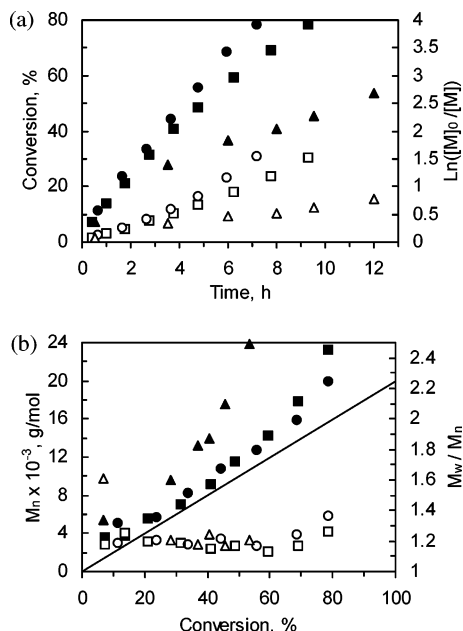 (a)
80
60
40
20
0
Conversion, %
4
3.5
3
2.5
2
1.5
1
0.5
0
Ln([M]0/[M])
0 2 4 6 8 10 12
Time, h
(b)
24
20
16
12
8
4
0
Mn x 10-3, g/mol
2.4
2.2
2
1.8
1.6
1.4
1.2
1
Mw / Mn
0 20 40 60 80 100
Conversion, %